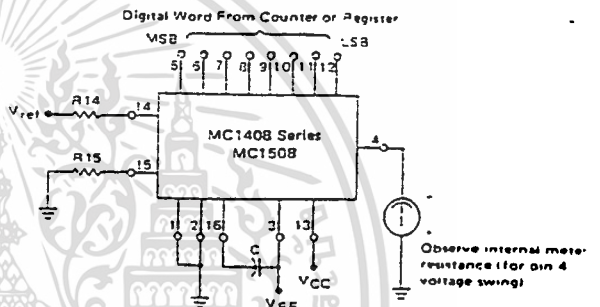 Digital Word From Counter or Register
MSB LSB
5 6 7 8 9 10 11 12
Vref R14 14
MC1408 Series
MC1508
4
R15 15
1 2 16 3 13
C
VCC
VEE
Observe internal meter
resistance (for pin 4
voltage swing)